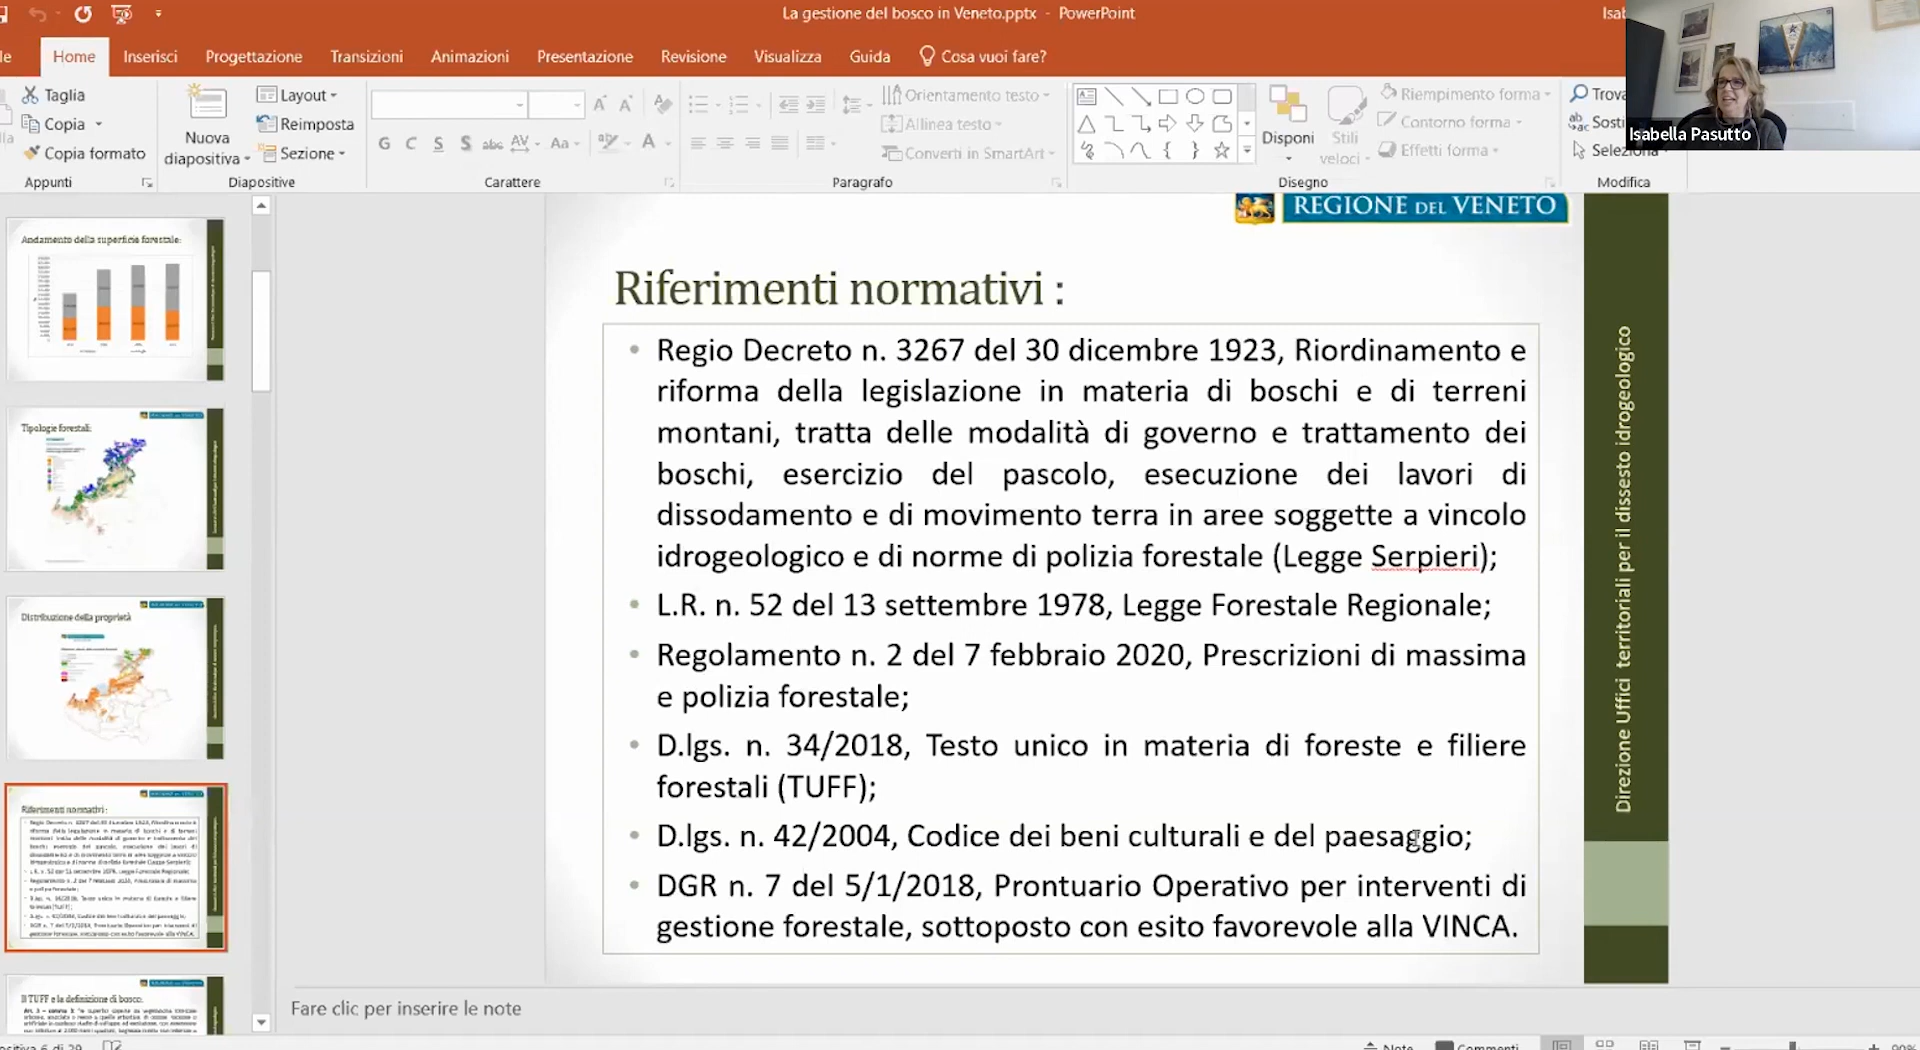 La gestione del bosco in Veneto.pptx - PowerPoint
Home Inserisci Progettazione Transizioni Animazioni Presentazione Revisione Visualizza Guida Cosa vuoi fare?
Taglia
Copia
Copia formato
Appunti
Nuova
diapositiva
Layout
Reimposta
Sezione
Diapositive
G C S S abc AV Aa A
Carattere
Orientamento testo
Allinea testo
Converti in SmartArt
Paragrafo
Disponi
Stili
veloci
Riempimento forma
Contorno forma
Effetti forma
Disegno
Modifica
Isabella Pasutto
Andamento della superficie forestale:
Tipologie forestali:
Distribuzione della proprietà
Riferimenti normativi :
Il TUFF e la definizione di bosco.
REGIONE DEL VENETO
Riferimenti normativi :
• Regio Decreto n. 3267 del 30 dicembre 1923, Riordinamento e
riforma della legislazione in materia di boschi e di terreni
montani, tratta delle modalità di governo e trattamento dei
boschi, esercizio del pascolo, esecuzione dei lavori di
dissodamento e di movimento terra in aree soggette a vincolo
idrogeologico e di norme di polizia forestale (Legge Serpieri);
• L.R. n. 52 del 13 settembre 1978, Legge Forestale Regionale;
• Regolamento n. 2 del 7 febbraio 2020, Prescrizioni di massima
e polizia forestale;
• D.lgs. n. 34/2018, Testo unico in materia di foreste e filiere
forestali (TUFF);
• D.lgs. n. 42/2004, Codice dei beni culturali e del paesaggio;
• DGR n. 7 del 5/1/2018, Prontuario Operativo per interventi di
gestione forestale, sottoposto con esito favorevole alla VINCA.
Direzione Uffici territoriali per il dissesto idrogeologico
Fare clic per inserire le note